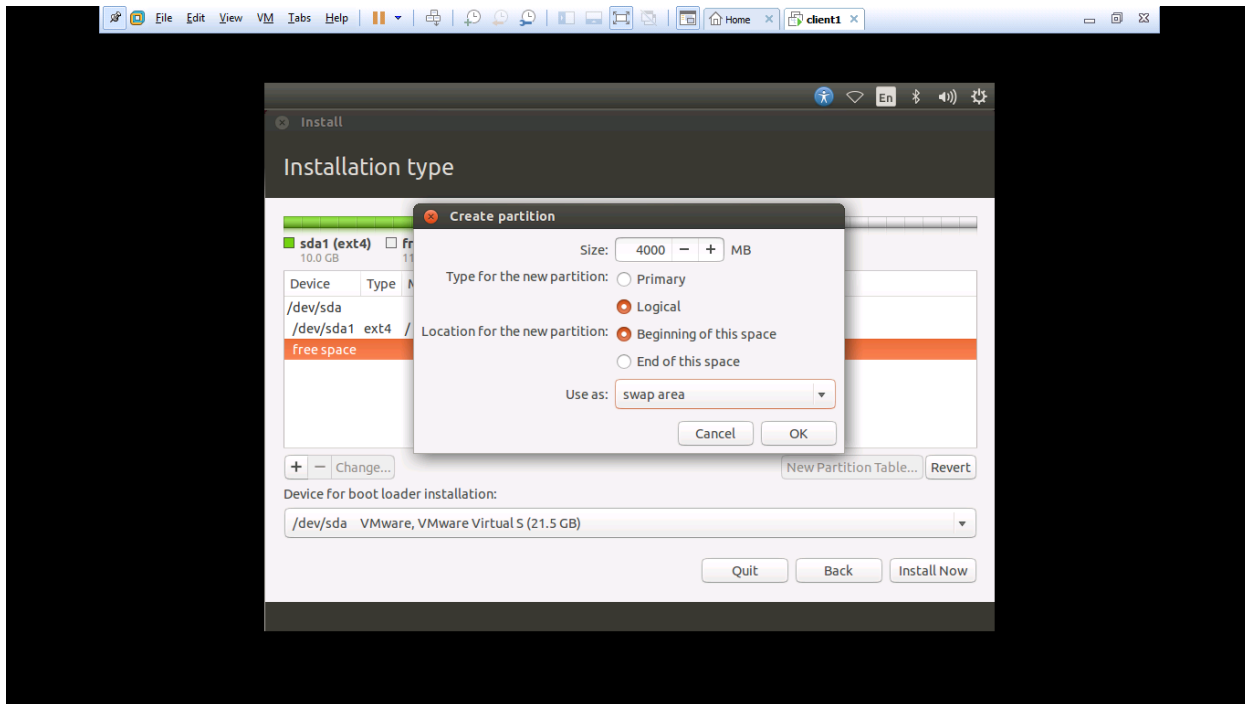 File Edit View VM Tabs Help Home client1
En
Install
Installation type
Create partition
Size: 4000 − + MB
Type for the new partition: Primary
Logical
Location for the new partition: Beginning of this space
End of this space
Use as: swap area
Cancel OK
sda1 (ext4) fr
10.0 GB 11
Device Type M
/dev/sda
/dev/sda1 ext4 /
free space
+ − Change... New Partition Table... Revert
Device for boot loader installation:
/dev/sda VMware, VMware Virtual S (21.5 GB)
Quit Back Install Now